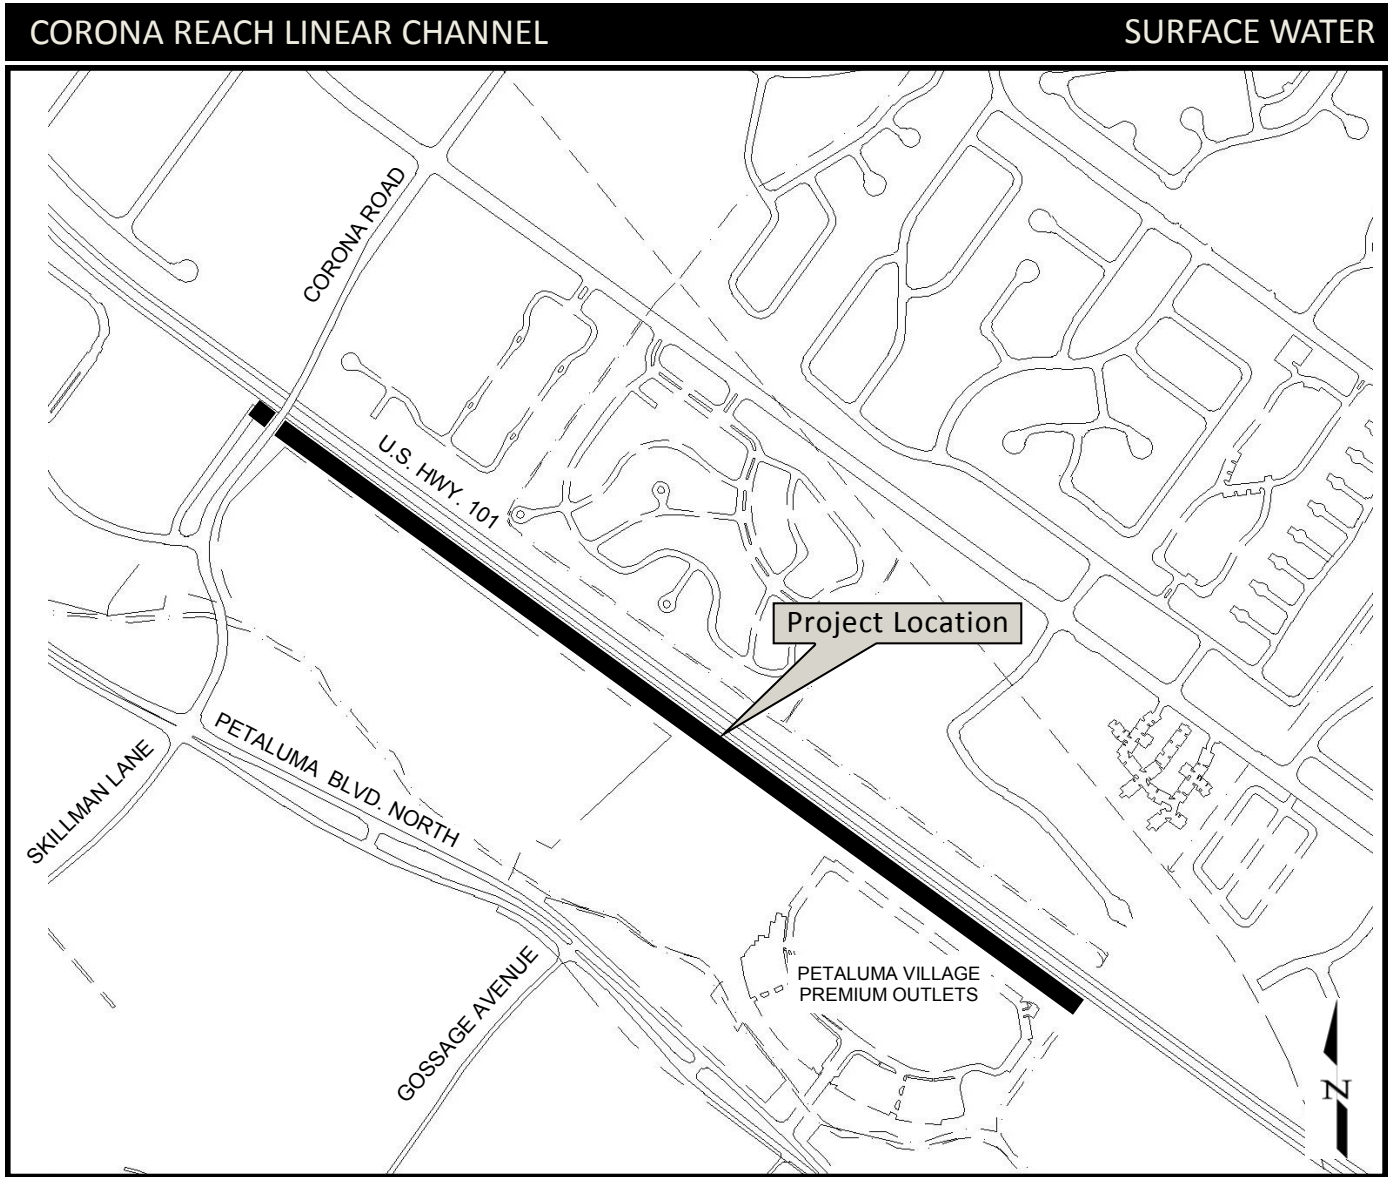 CORONA REACH LINEAR CHANNEL
SURFACE WATER
CORONA ROAD
U.S. HWY. 101
Project Location
PETALUMA BLVD. NORTH
SKILLMAN LANE
GOSSAGE AVENUE
PETALUMA VILLAGE
PREMIUM OUTLETS
N